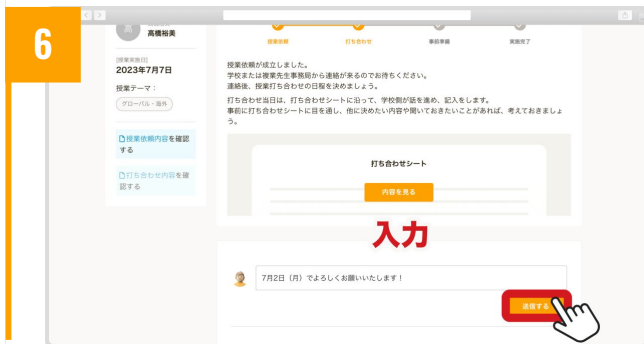 6
高
高橋裕美
[授業実施日]
2023年7月7日
授業テーマ：
グローバル・海外
授業依頼内容を確認
する
打ち合わせ内容を確
認する
授業依頼
打ち合わせ
事前準備
実施完了
授業依頼が成立しました。
学校または複業先生事務局から連絡が来るのでお待ちください。
連絡後、授業打ち合わせの日程を決めましょう。
打ち合わせ当日は、打ち合わせシートに沿って、学校側が話を進め、記入をします。
事前に打ち合わせシートに目を通し、他に決めたい内容や聞いておきたいことがあれば、考えておきましょ
う。
打ち合わせシート
内容を見る
入力
7月2日（月）でよろしくお願いいたします！
送信する